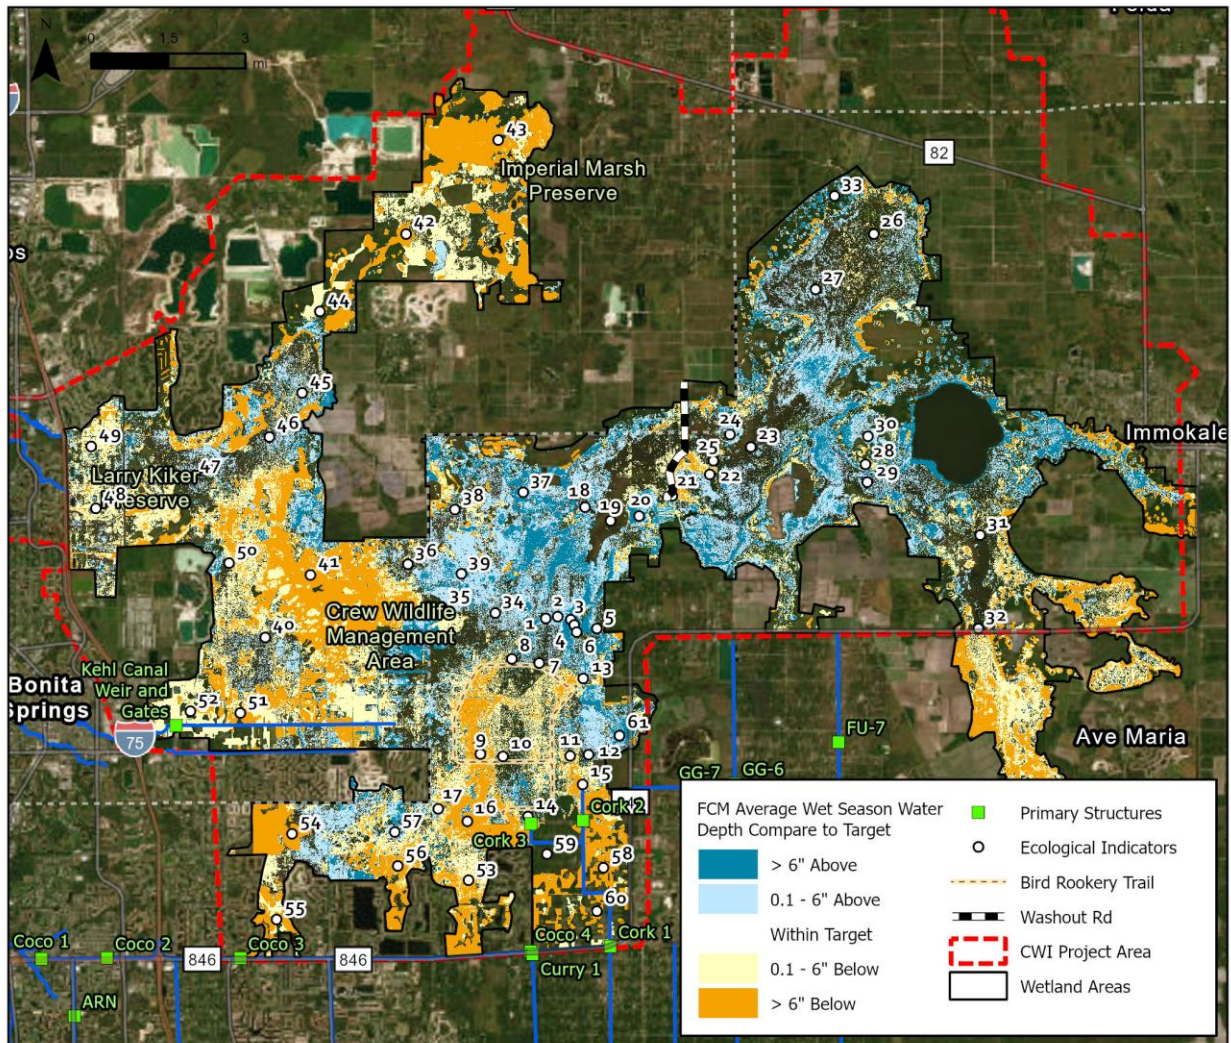 N
0 1.5 3
mi
82
43
Imperial Marsh
Preserve
42
33
26
27
44
45
46
49
47
Larry Kiker
Preserve
48
24
23
25
22
21
30
28
29
Immokale
37
38
18
19
20
31
50
41
36
39
35
34
2
3
1
4
5
6
32
40
Crew Wildlife
Management
Area
8
7
13
Kehl Canal
Weir and
Gates
Bonita
Springs
52
51
75
61
9
10
11
12
FU-7
Ave Maria
GG-7
GG-6
15
17
16
14
Cork 2
Cork 3
54
57
56
59
58
53
55
60
Coco 1
Coco 2
Coco 3
Coco 4
Cork 1
846
846
Curry 1
ARN
FCM Average Wet Season Water
Depth Compare to Target
> 6" Above
0.1 - 6" Above
Within Target
0.1 - 6" Below
> 6" Below
Primary Structures
Ecological Indicators
Bird Rookery Trail
Washout Rd
CWI Project Area
Wetland Areas